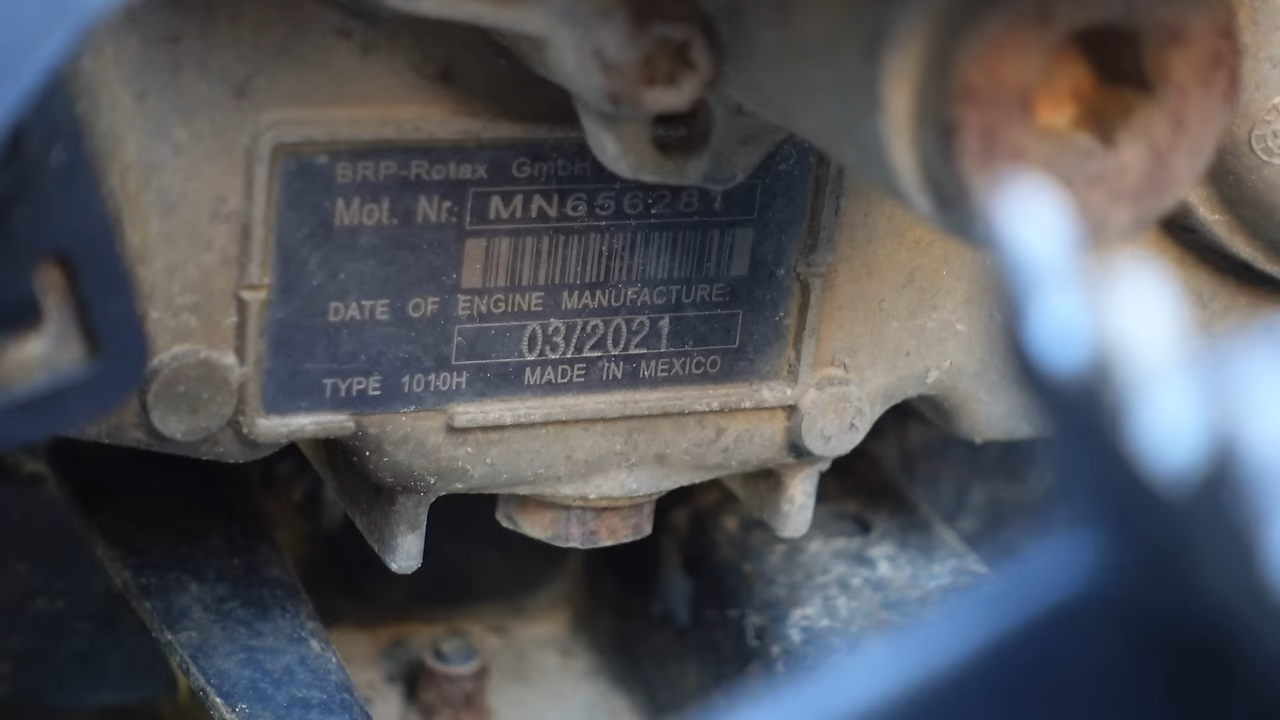 BRP-Rotax GmbH
Mot. Nr: MN656281
DATE OF ENGINE MANUFACTURE:
03/2021
TYPE 1010H MADE IN MEXICO